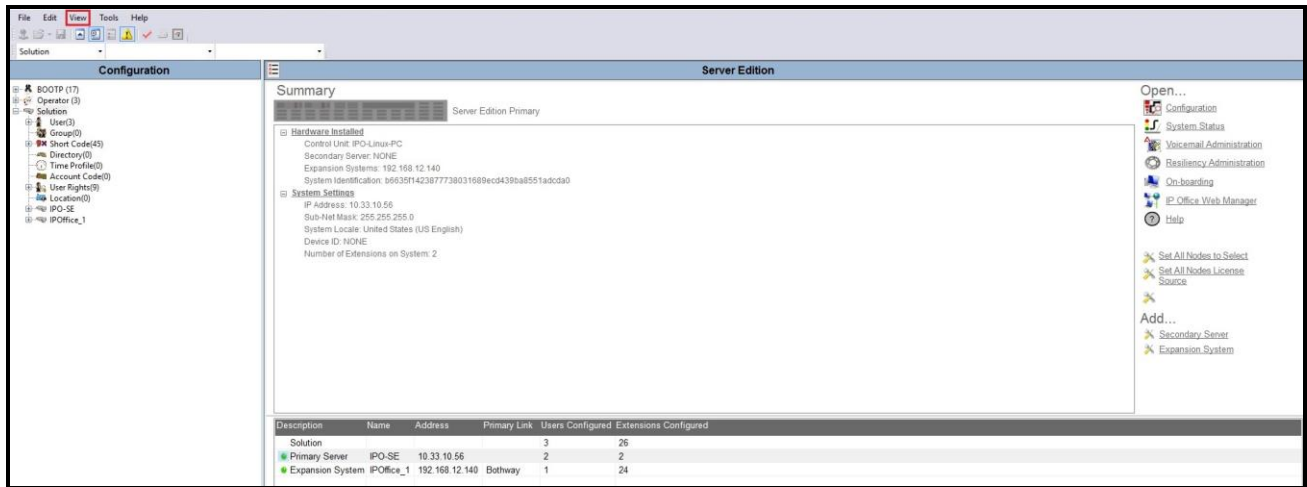 File Edit View Tools Help
Solution
Configuration
Server Edition
BOOTP (17)
Operator (3)
Solution
User(3)
Group(0)
Short Code(45)
Directory(0)
Time Profile(0)
Account Code(0)
User Rights(9)
Location(0)
IPO-SE
IPOffice_1
Summary
Server Edition Primary
Hardware Installed
Control Unit: IPO-Linux-PC
Secondary Server: NONE
Expansion Systems: 192.168.12.140
System Identification: b6635f1423877738031689ecd439ba8551adcda0
System Settings
IP Address: 10.33.10.56
Sub-Net Mask: 255.255.255.0
System Locale: United States (US English)
Device ID: NONE
Number of Extensions on System: 2
Open...
Configuration
System Status
Voicemail Administration
Resiliency Administration
On-boarding
IP Office Web Manager
Help
Set All Nodes to Select
Set All Nodes License
Source
Add...
Secondary Server
Expansion System
Description Name Address Primary Link Users Configured Extensions Configured
Solution 3 26
Primary Server IPO-SE 10.33.10.56 2 2
Expansion System IPOffice_1 192.168.12.140 Bothway 1 24